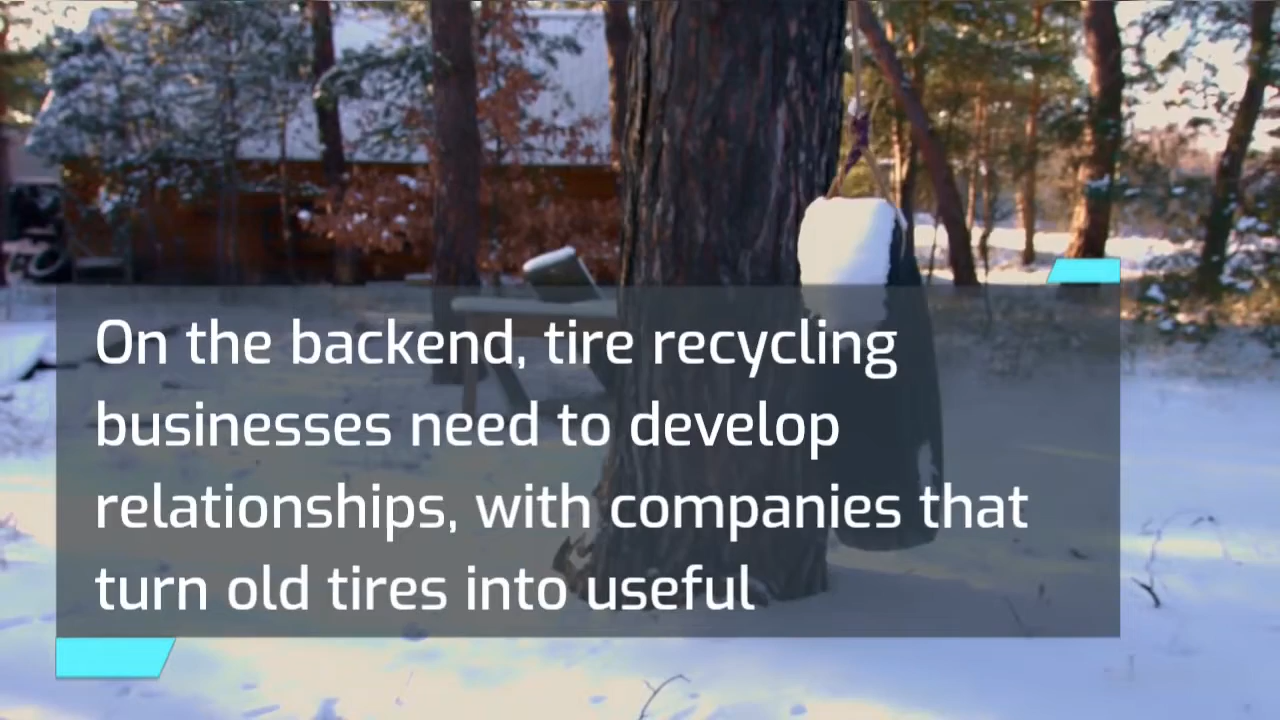 On the backend, tire recycling
businesses need to develop
relationships, with companies that
turn old tires into useful